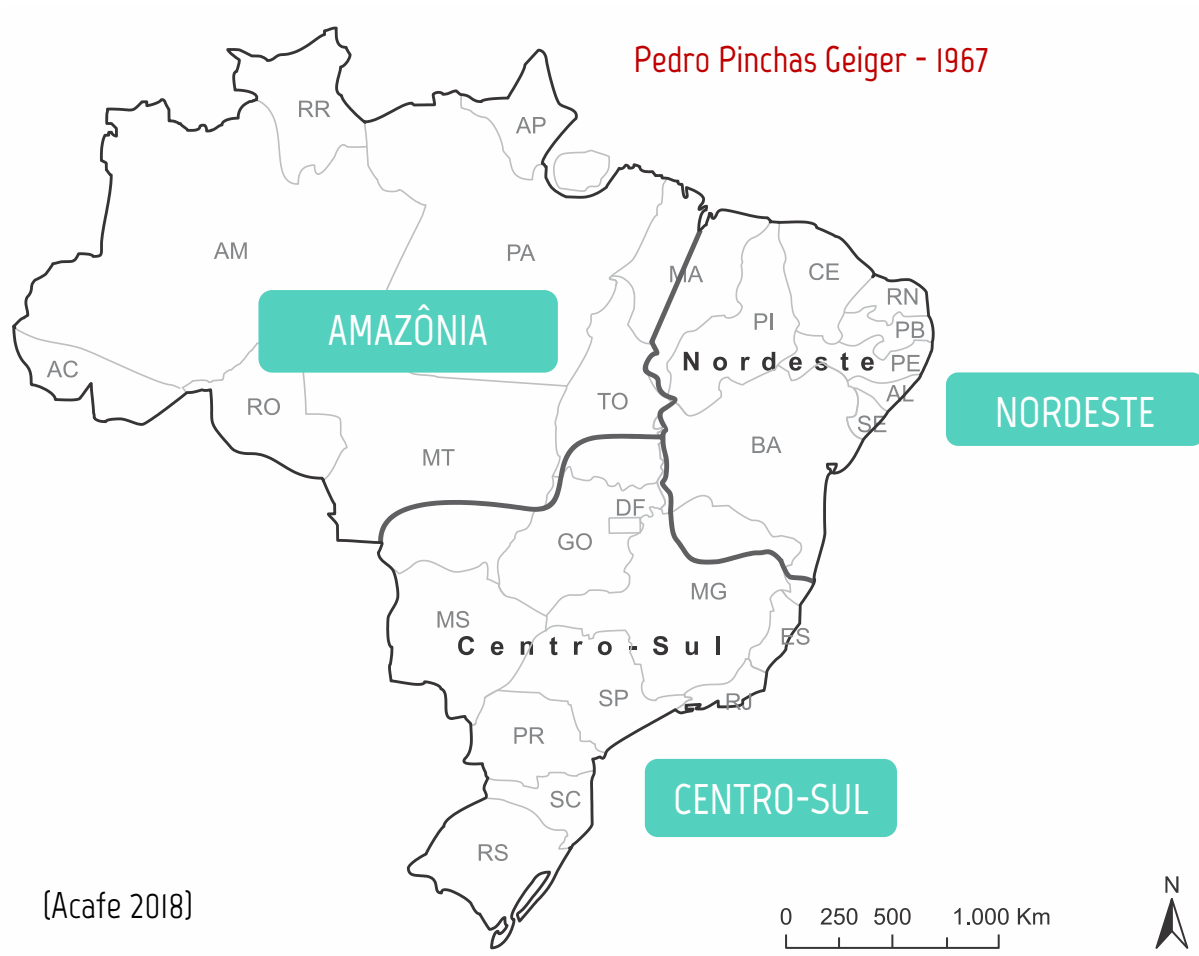 Pedro Pinchas Geiger - 1967
RR
AP
AM
PA
MA
CE
RN
PI
PB
AMAZÔNIA
Nordeste
PE
AC
AL
TO
NORDESTE
RO
SE
BA
MT
DF
GO
MG
MS
ES
Centro-Sul
SP
RJ
PR
CENTRO-SUL
SC
RS
(Acafe 2018)
N
0 250 500 1.000 Km